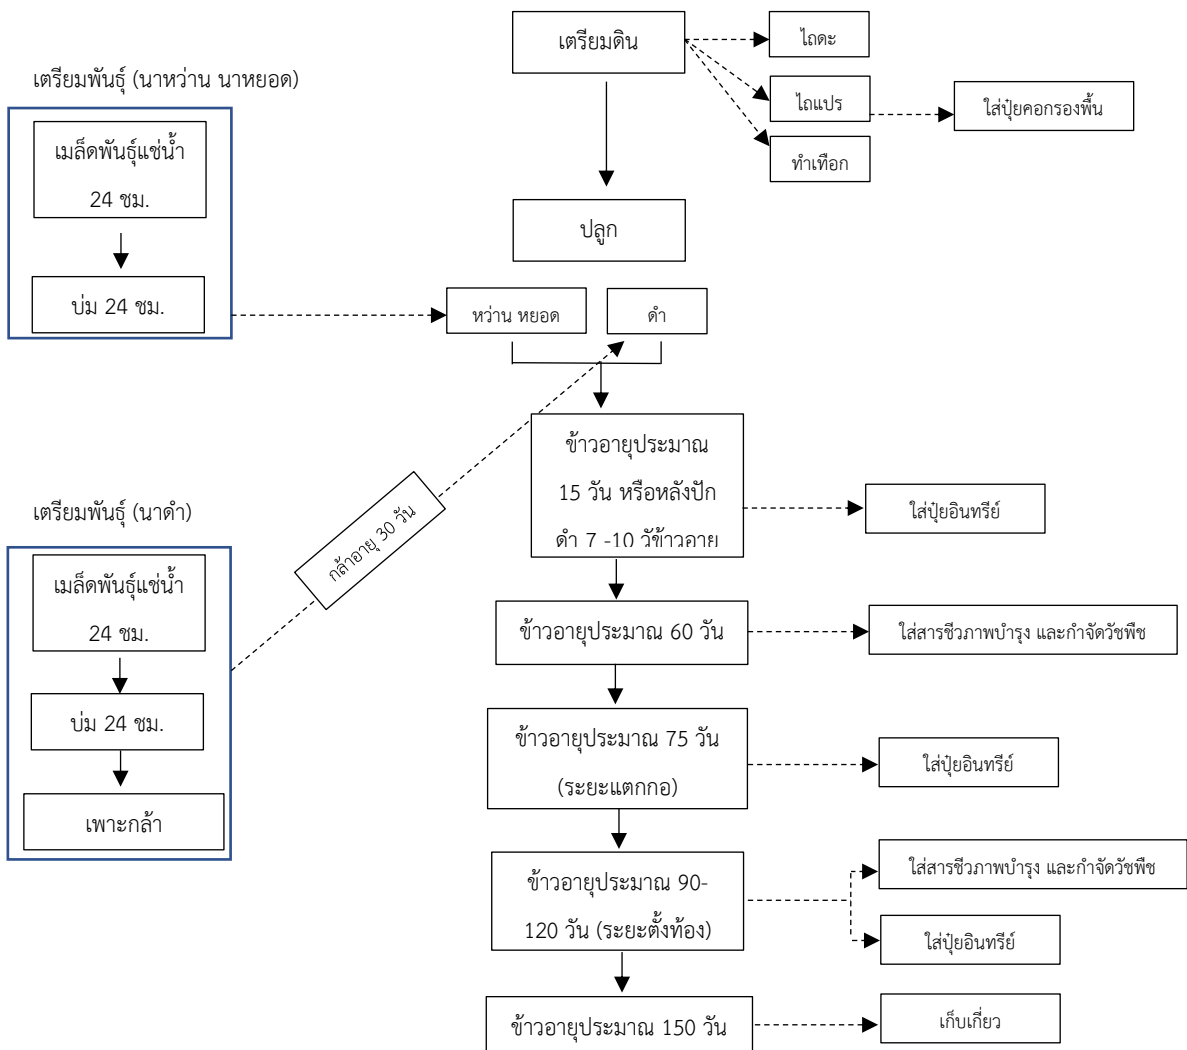 เตรียมดิน
ไถดะ
ไถแปร
ใส่ปุ๋ยคอกรองพื้น
ทำเทือก
เตรียมพันธุ์ (นาหว่าน นาหยอด)
เมล็ดพันธุ์แช่น้ำ
24 ชม.
บ่ม 24 ชม.
ปลูก
หว่าน หยอด
ดำ
ข้าวอายุประมาณ
15 วัน หรือหลังปัก
ดำ 7 -10 วัข้าวอาย
ใส่ปุ๋ยอินทรีย์
กล้าอายุ 30 วัน
เตรียมพันธุ์ (นาดำ)
เมล็ดพันธุ์แช่น้ำ
24 ชม.
บ่ม 24 ชม.
เพาะกล้า
ข้าวอายุประมาณ 60 วัน
ใส่สารชีวภาพบำรุง และกำจัดวัชพืช
ข้าวอายุประมาณ 75 วัน
(ระยะแตกกอ)
ใส่ปุ๋ยอินทรีย์
ข้าวอายุประมาณ 90-
120 วัน (ระยะตั้งท้อง)
ใส่สารชีวภาพบำรุง และกำจัดวัชพืช
ใส่ปุ๋ยอินทรีย์
ข้าวอายุประมาณ 150 วัน
เก็บเกี่ยว